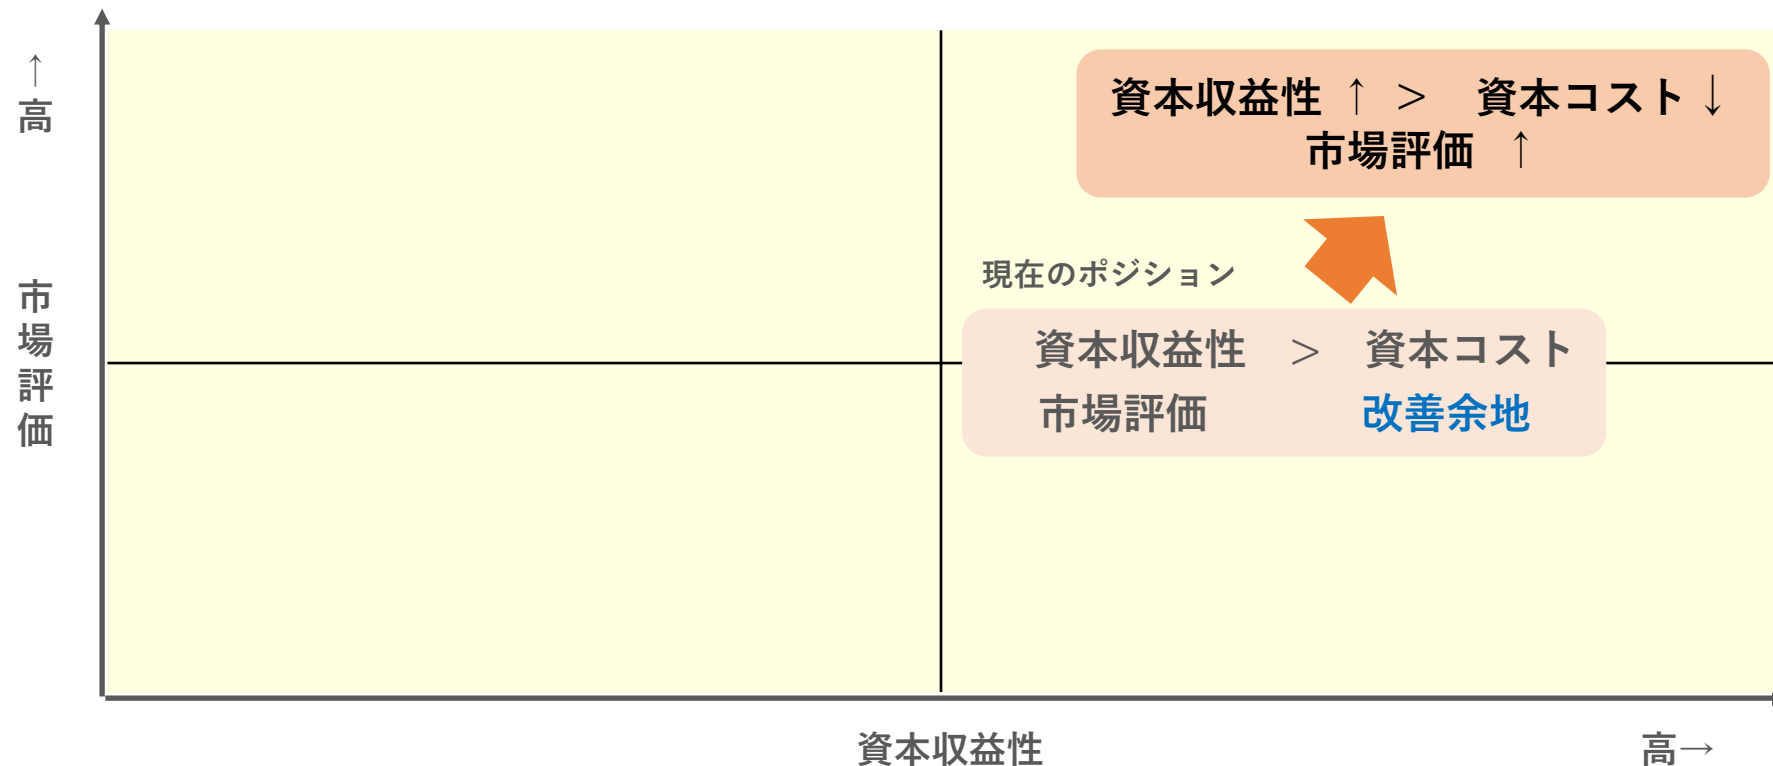 ↑高
市場評価
資本収益性 ↑ > 資本コスト↓
市場評価 ↑
現在のポジション
資本収益性 > 資本コスト
市場評価 改善余地
資本収益性
高→